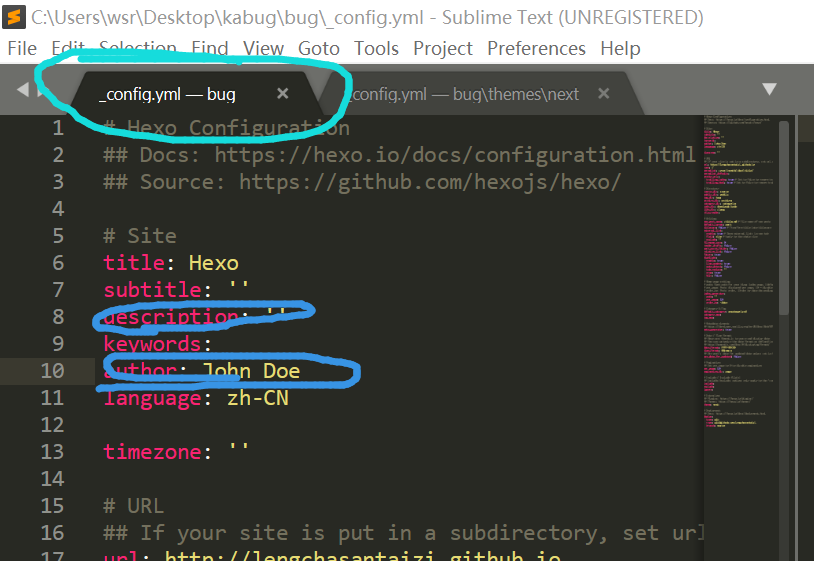 C:\Users\wsr\Desktop\kabug\bug\_config.yml - Sublime Text (UNREGISTERED)
File Edit Selection Find View Goto Tools Project Preferences Help
_config.yml — bug × _config.yml — bug\themes\next ×
1 # Hexo Configuration
2 ## Docs: https://hexo.io/docs/configuration.html
3 ## Source: https://github.com/hexojs/hexo/
4
5 # Site
6 title: Hexo
7 subtitle: ''
8 description: ''
9 keywords:
10 author: John Doe
11 language: zh-CN
12
13 timezone: ''
14
15 # URL
16 ## If your site is put in a subdirectory, set url
17 url: http://lengchasantaizi.github.io